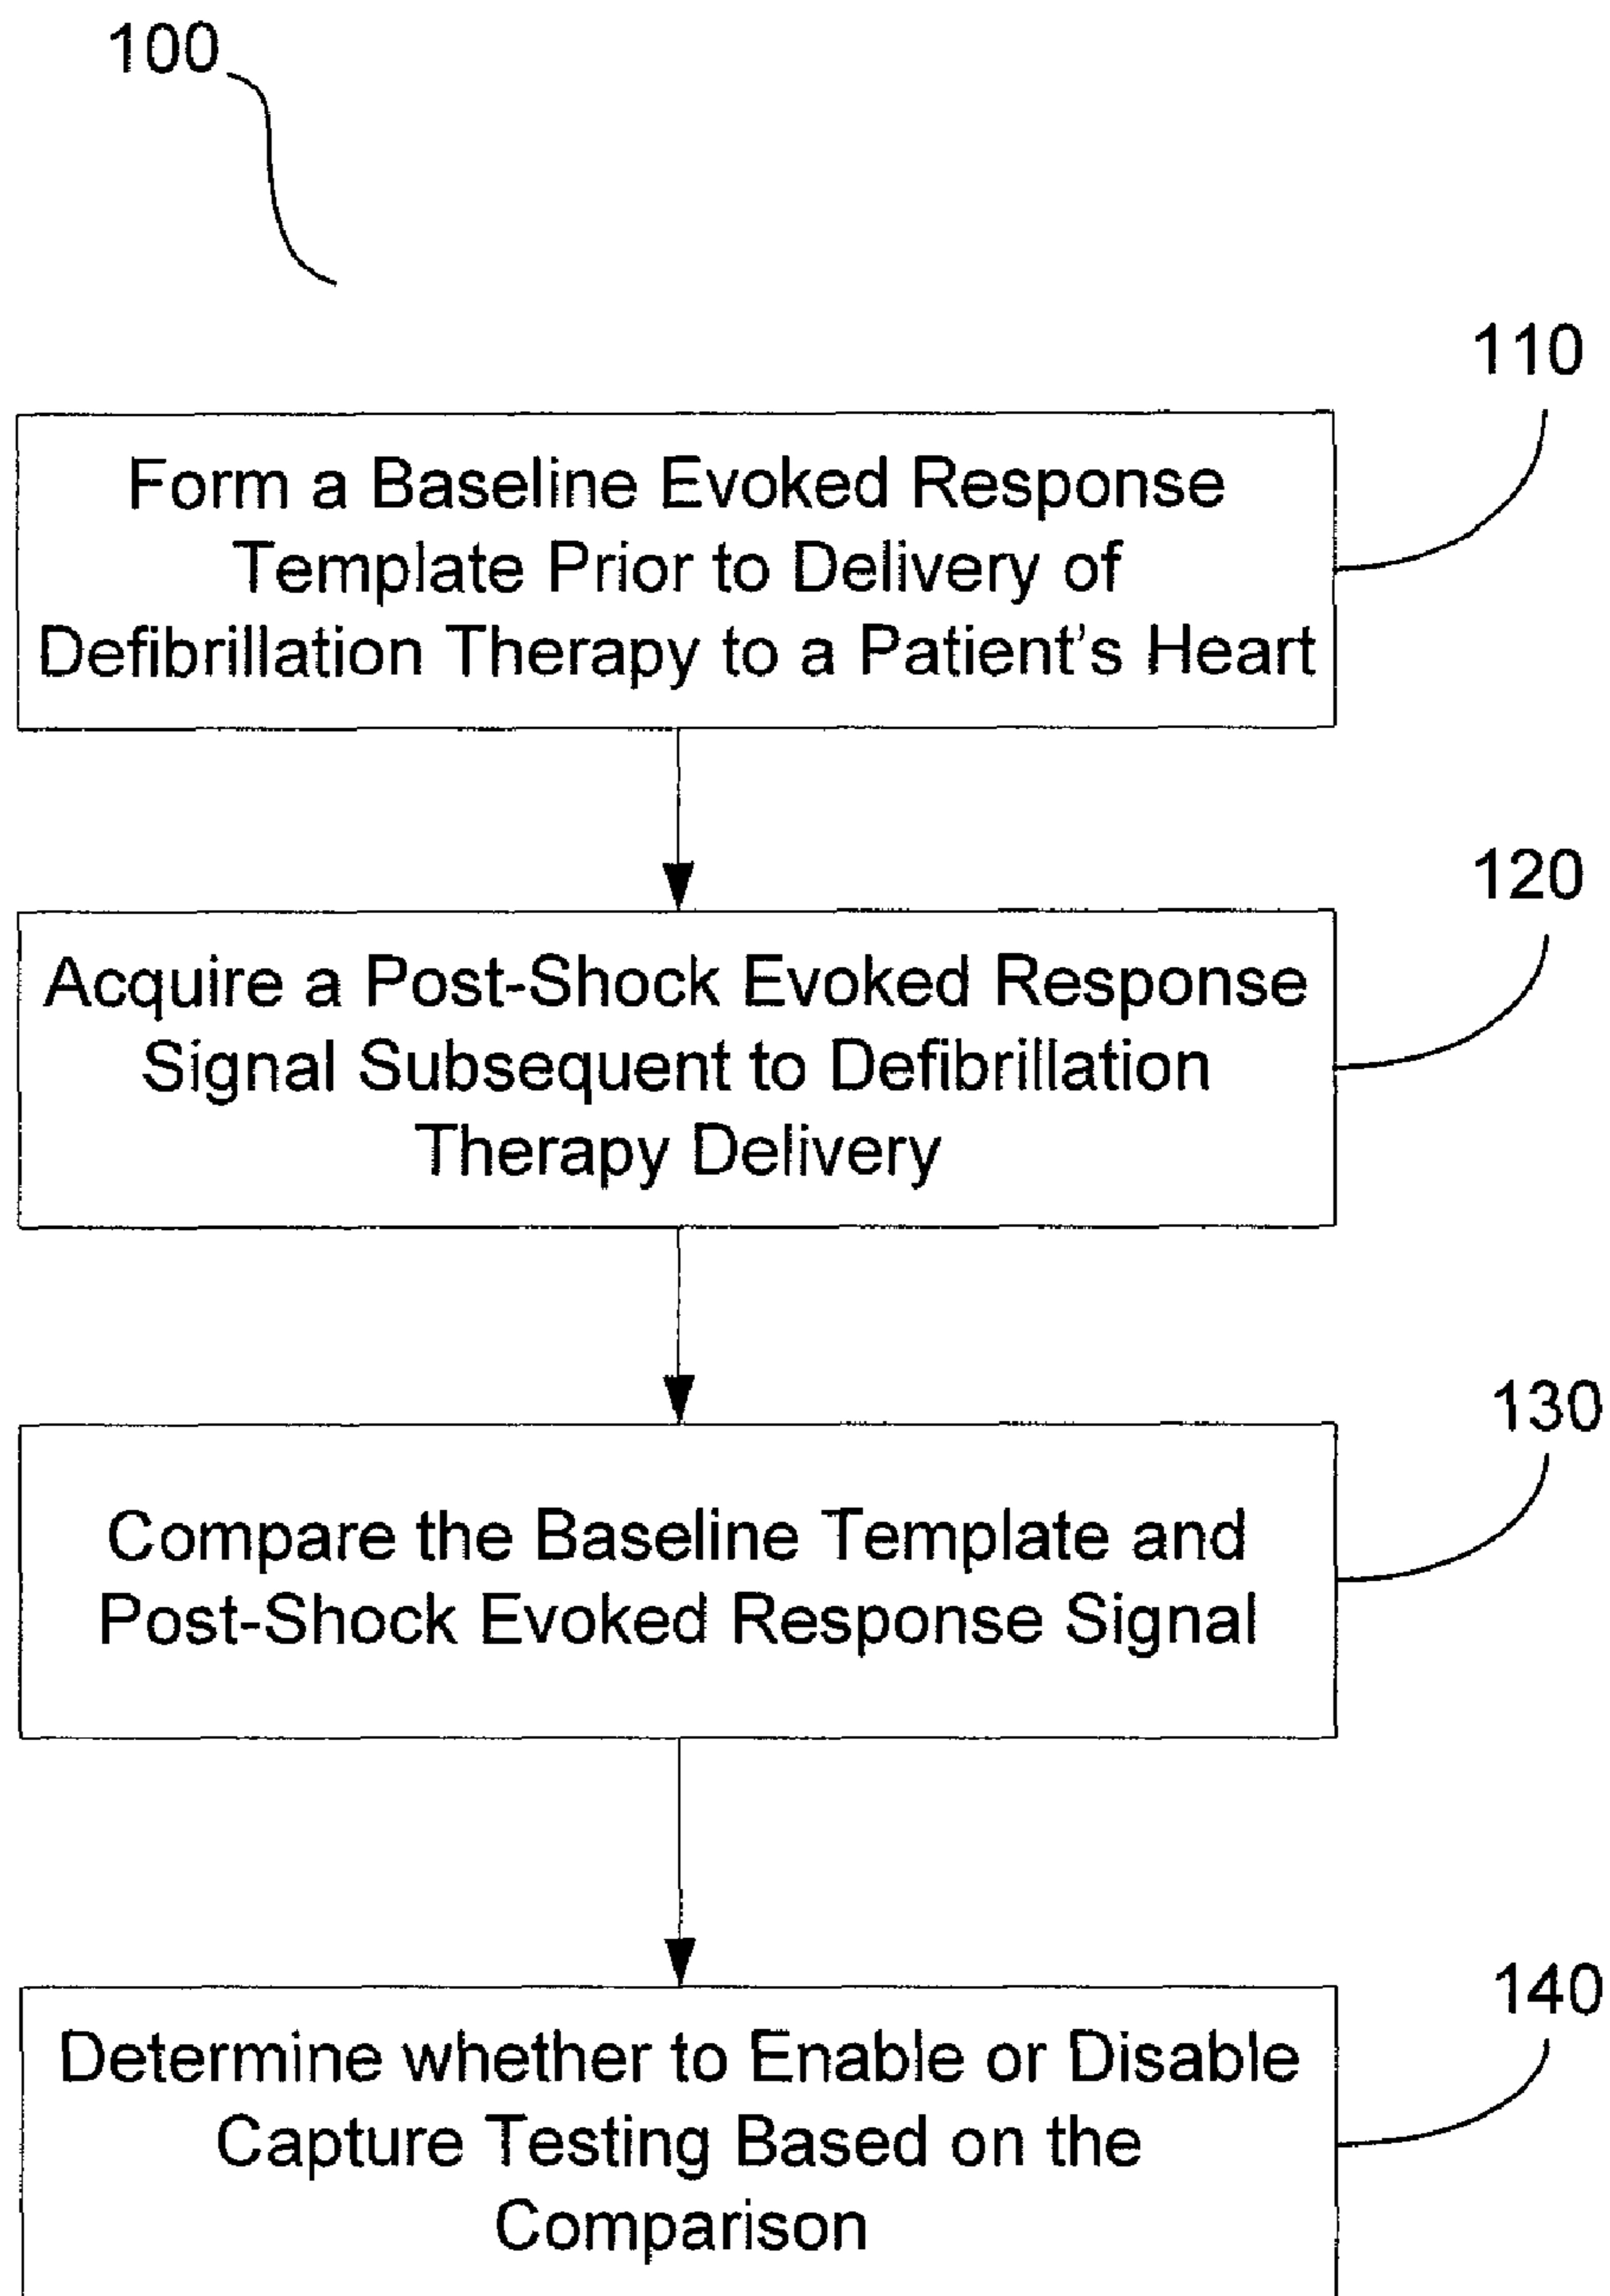 100
110
Form a Baseline Evoked Response
Template Prior to Delivery of
Defibrillation Therapy to a Patient's Heart
120
Acquire a Post-Shock Evoked Response
Signal Subsequent to Defibrillation
Therapy Delivery
130
Compare the Baseline Template and
Post-Shock Evoked Response Signal
140
Determine whether to Enable or Disable
Capture Testing Based on the
Comparison